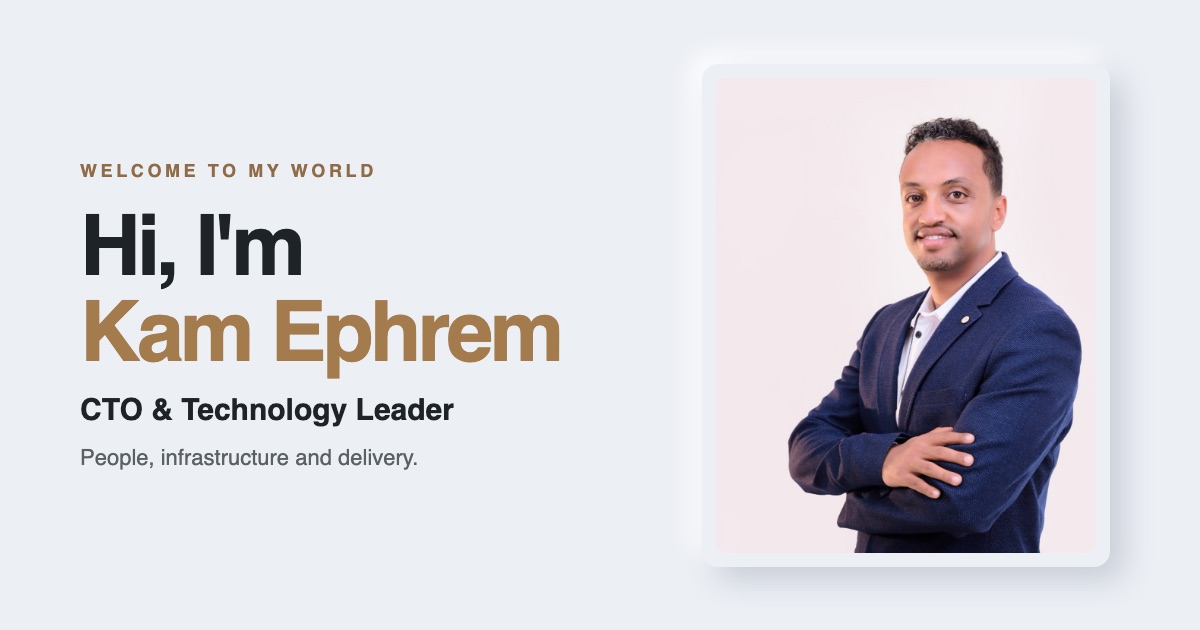 WELCOME TO MY WORLD
Hi, I'm
Kam Ephrem
CTO & Technology Leader
People, infrastructure and delivery.